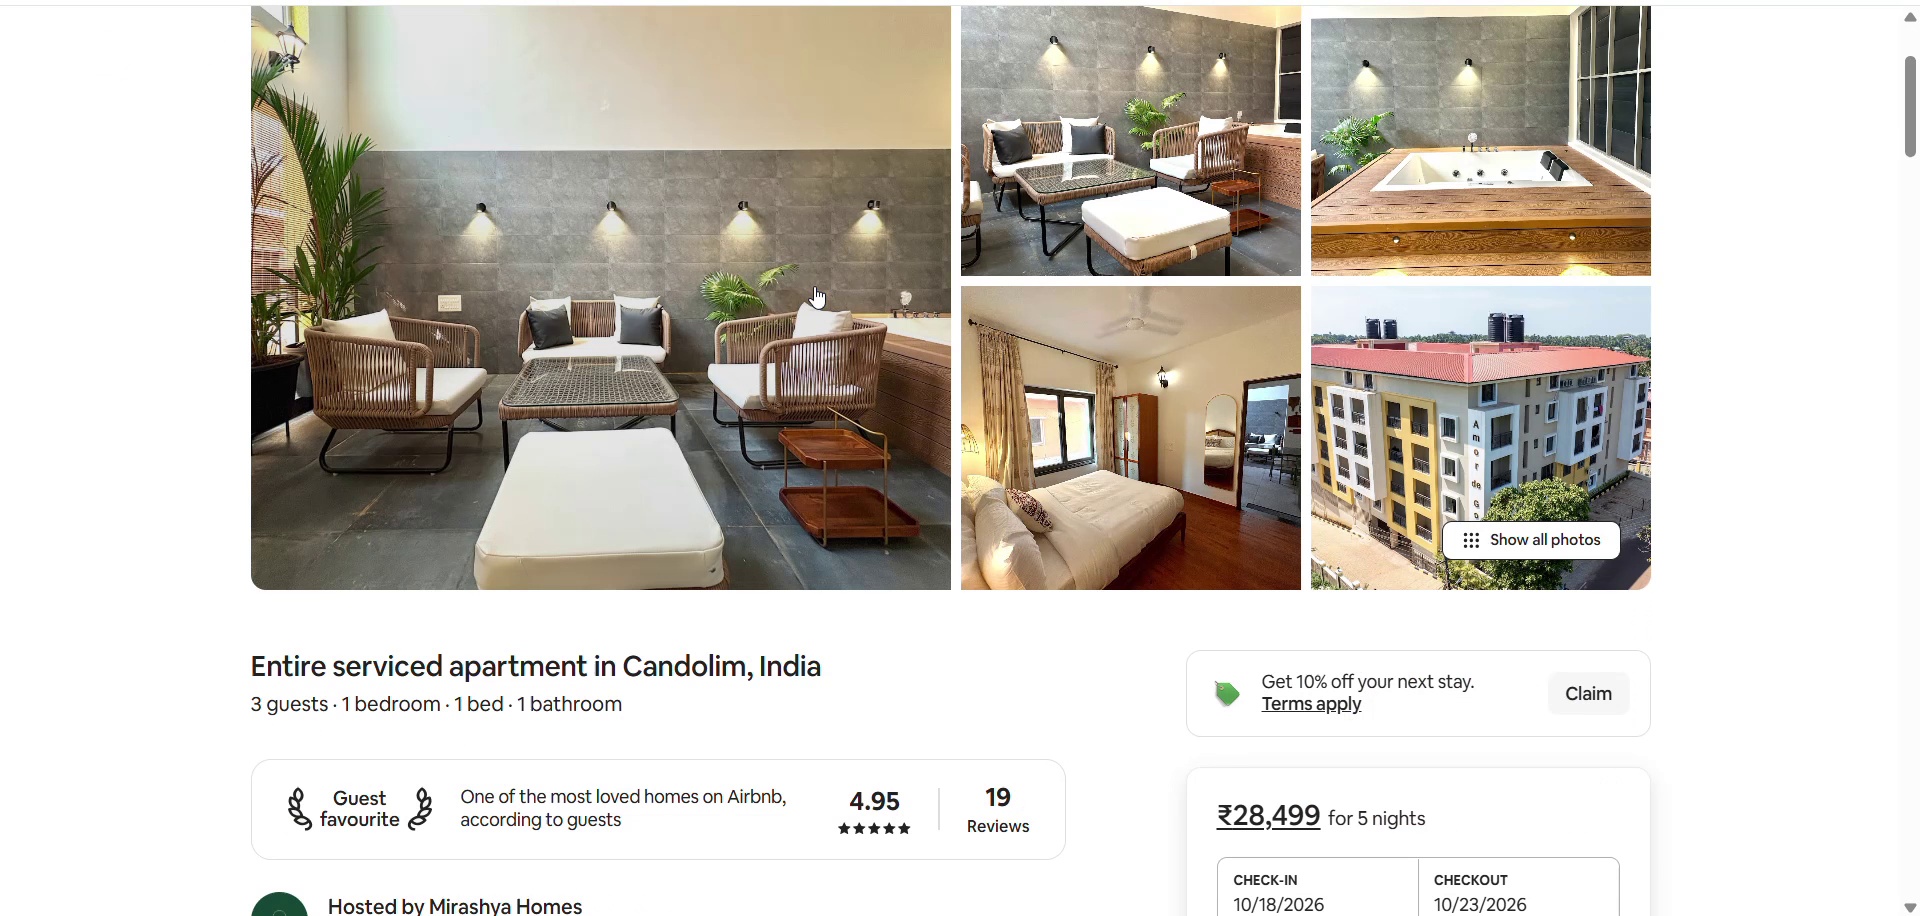 Amor de Go
Show all photos
Entire serviced apartment in Candolim, India
3 guests · 1 bedroom · 1 bed · 1 bathroom
Get 10% off your next stay.
Terms apply
Claim
Guest
favourite
One of the most loved homes on Airbnb,
according to guests
4.95
19
Reviews
₹28,499 for 5 nights
CHECK-IN
10/18/2026
CHECKOUT
10/23/2026
Hosted by Mirashya Homes